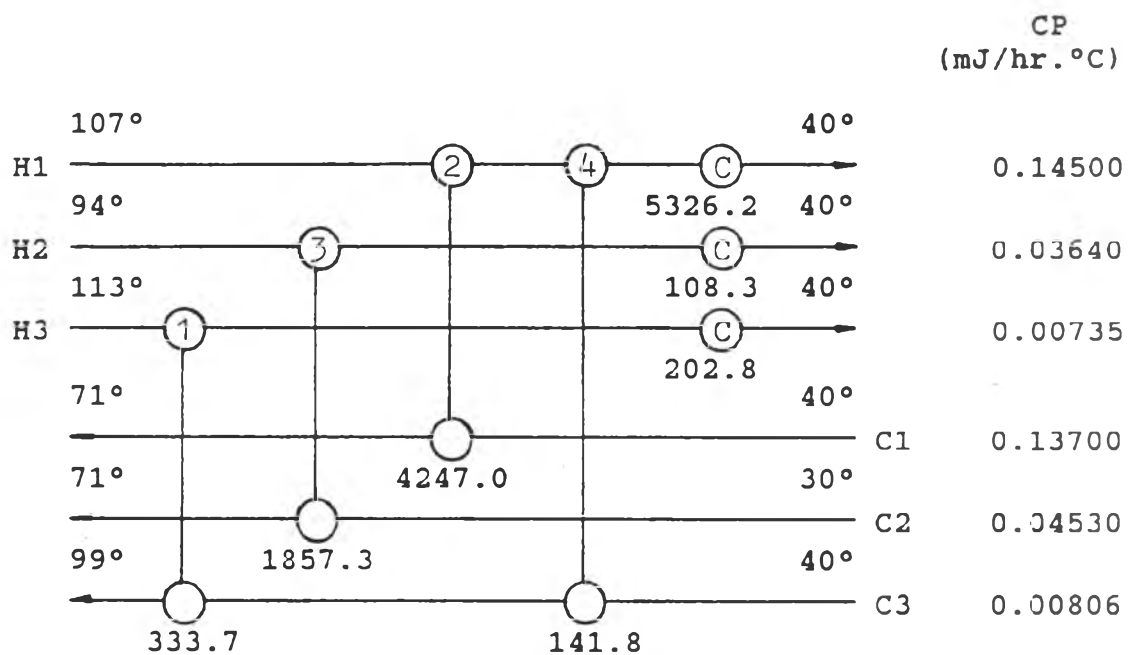 CP
(mJ/hr.°C)
107° 40°
H1 2 4 C 0.14500
94° 5326.2 40°
H2 3 C 0.03640
113° 108.3 40°
H3 1 C 0.00735
202.8
71° 40°
C1 0.13700
71° 4247.0 30°
C2 0.04530
99° 1857.3 40°
C3 0.00806
333.7 141.8